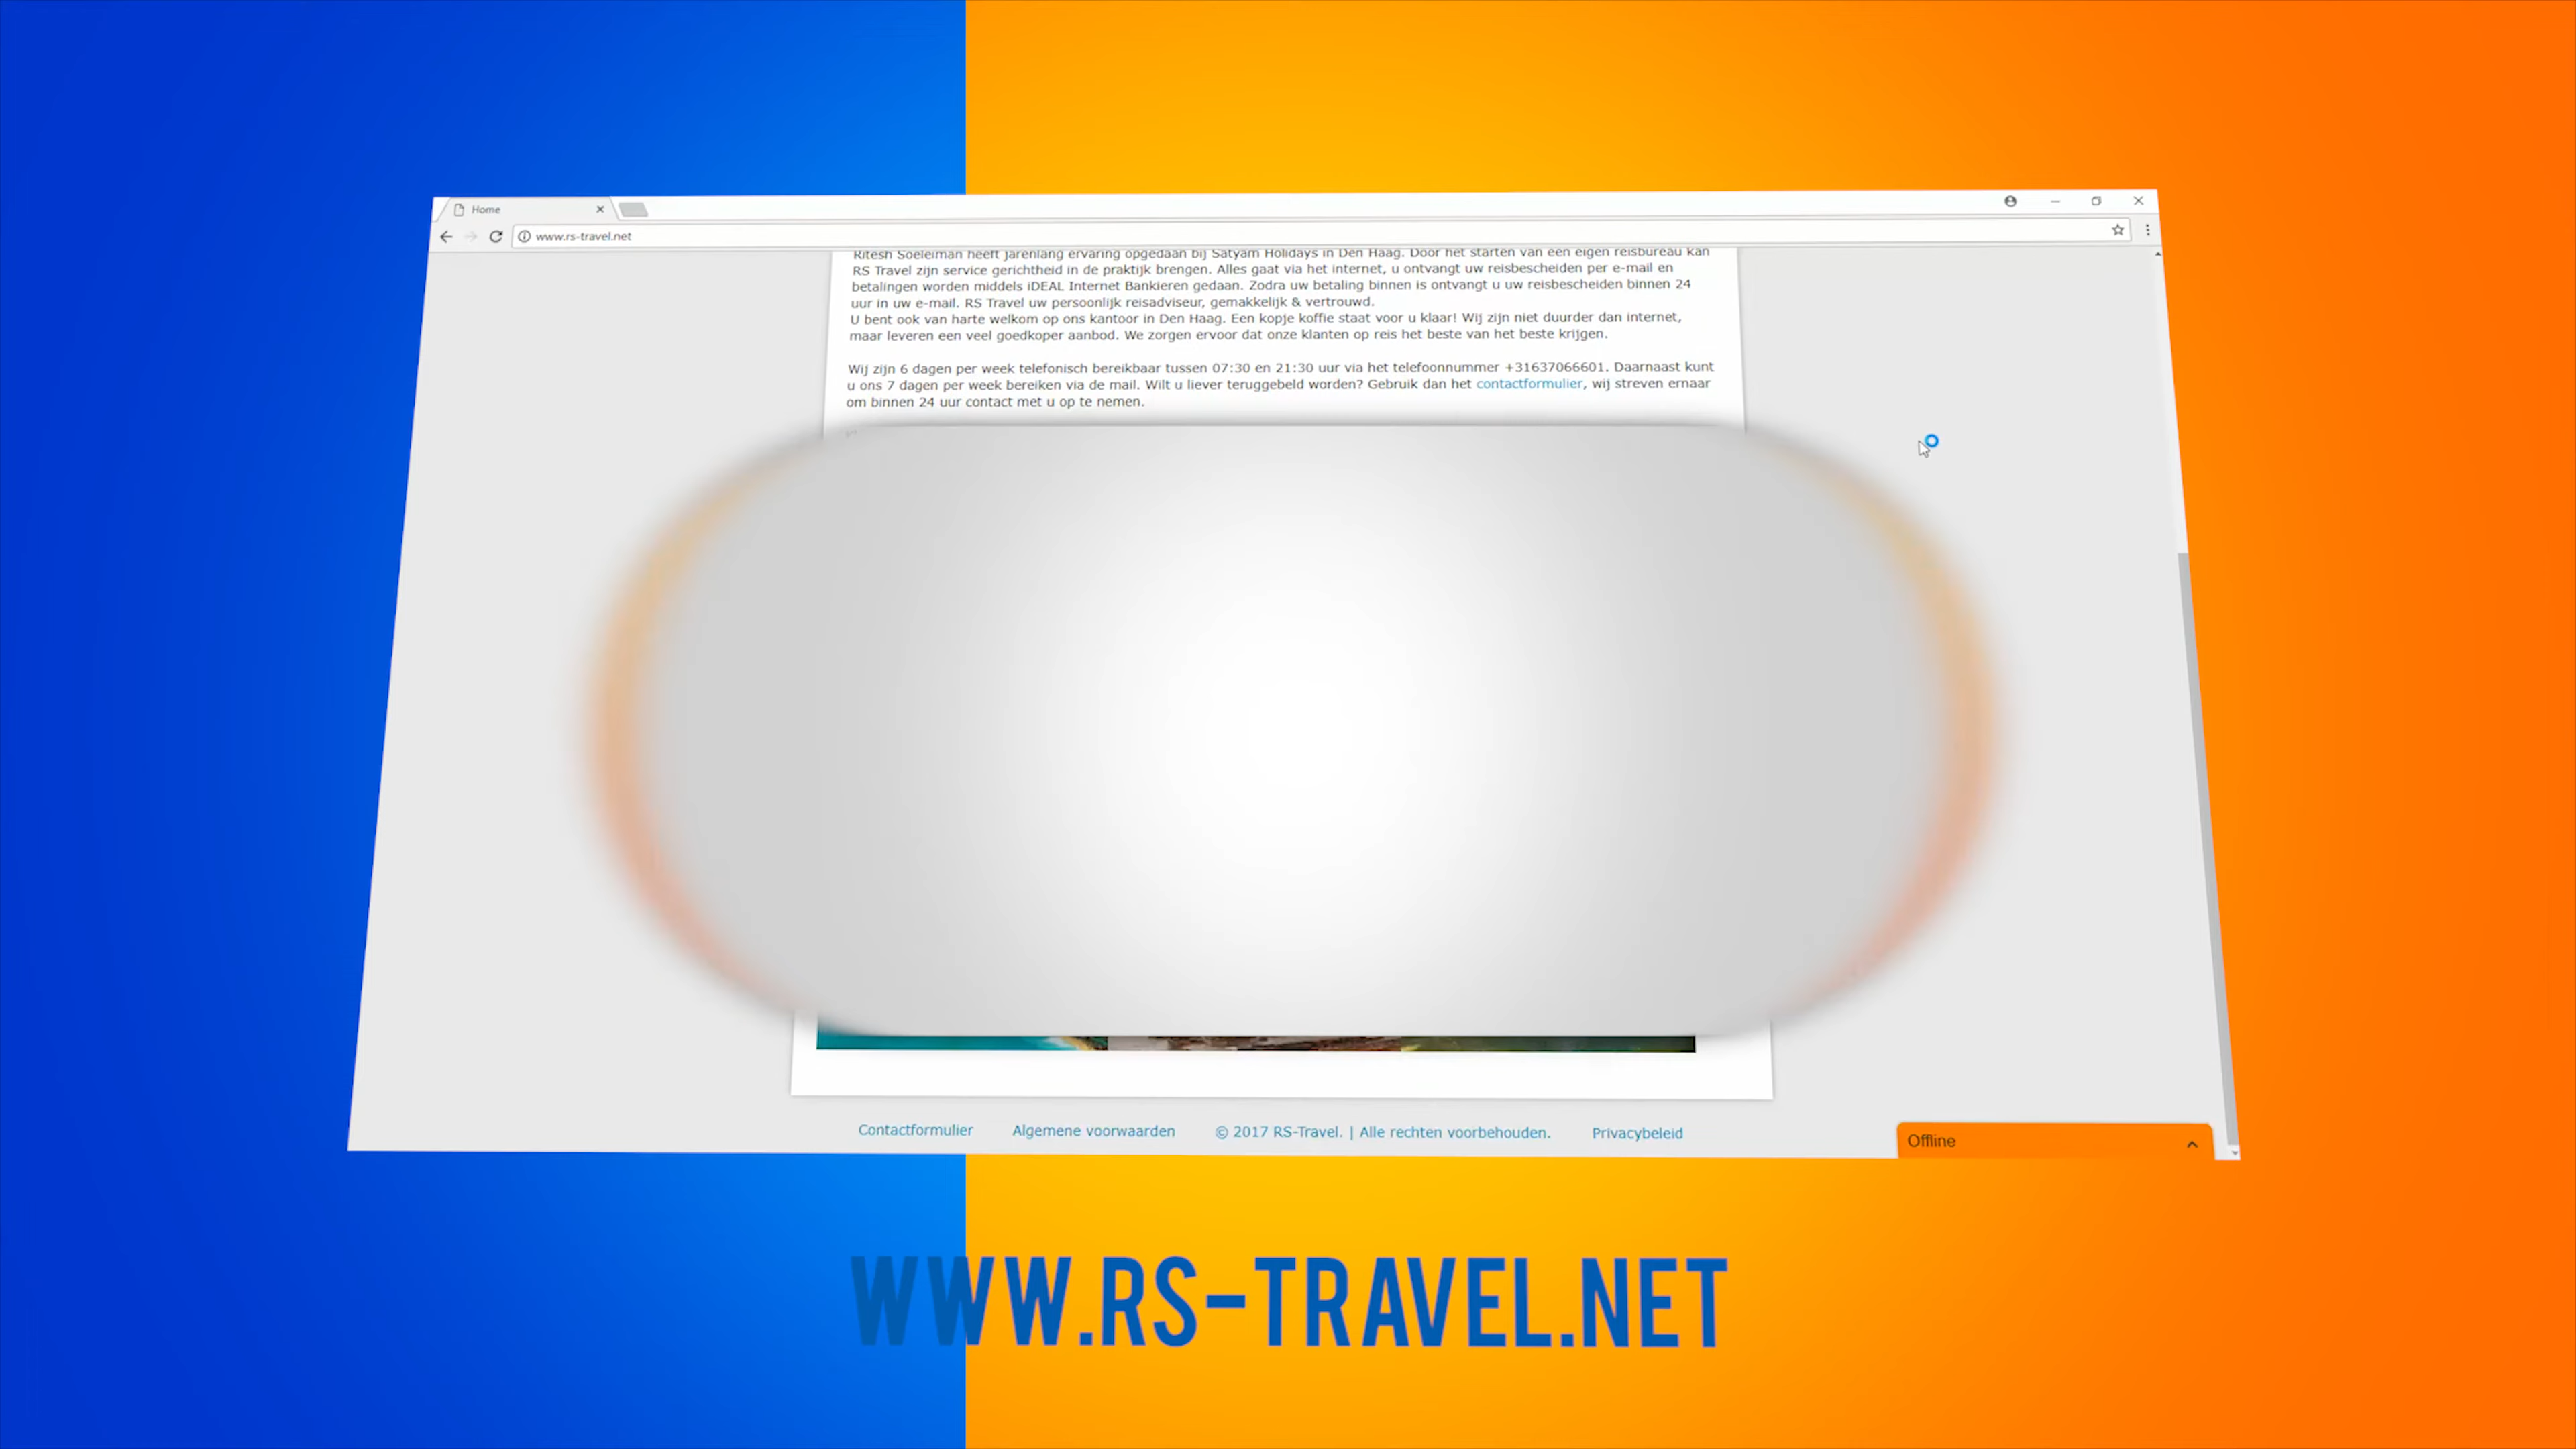 Home
www.rs-travel.net
Ritesh Soeleiman heeft jarenlang ervaring opgedaan bij Satyam Holidays in Den Haag. Door het starten van een eigen reisbureau kan
RS Travel zijn service gerichtheid in de praktijk brengen. Alles gaat via het internet, u ontvangt uw reisbescheiden per e-mail en
betalingen worden middels iDEAL Internet Bankieren gedaan. Zodra uw betaling binnen is ontvangt u uw reisbescheiden binnen 24
uur in uw e-mail. RS Travel uw persoonlijk reisadviseur, gemakkelijk & vertrouwd.
U bent ook van harte welkom op ons kantoor in Den Haag. Een kopje koffie staat voor u klaar! Wij zijn niet duurder dan internet,
maar leveren een veel goedkoper aanbod. We zorgen ervoor dat onze klanten op reis het beste van het beste krijgen.
Wij zijn 6 dagen per week telefonisch bereikbaar tussen 07:30 en 21:30 uur via het telefoonnummer +31637066601. Daarnaast kunt
u ons 7 dagen per week bereiken via de mail. Wilt u liever teruggebeld worden? Gebruik dan het contactformulier, wij streven ernaar
om binnen 24 uur contact met u op te nemen.
Contactformulier Algemene voorwaarden © 2017 RS-Travel. | Alle rechten voorbehouden. Privacybeleid
Offline
WWW.RS-TRAVEL.NET